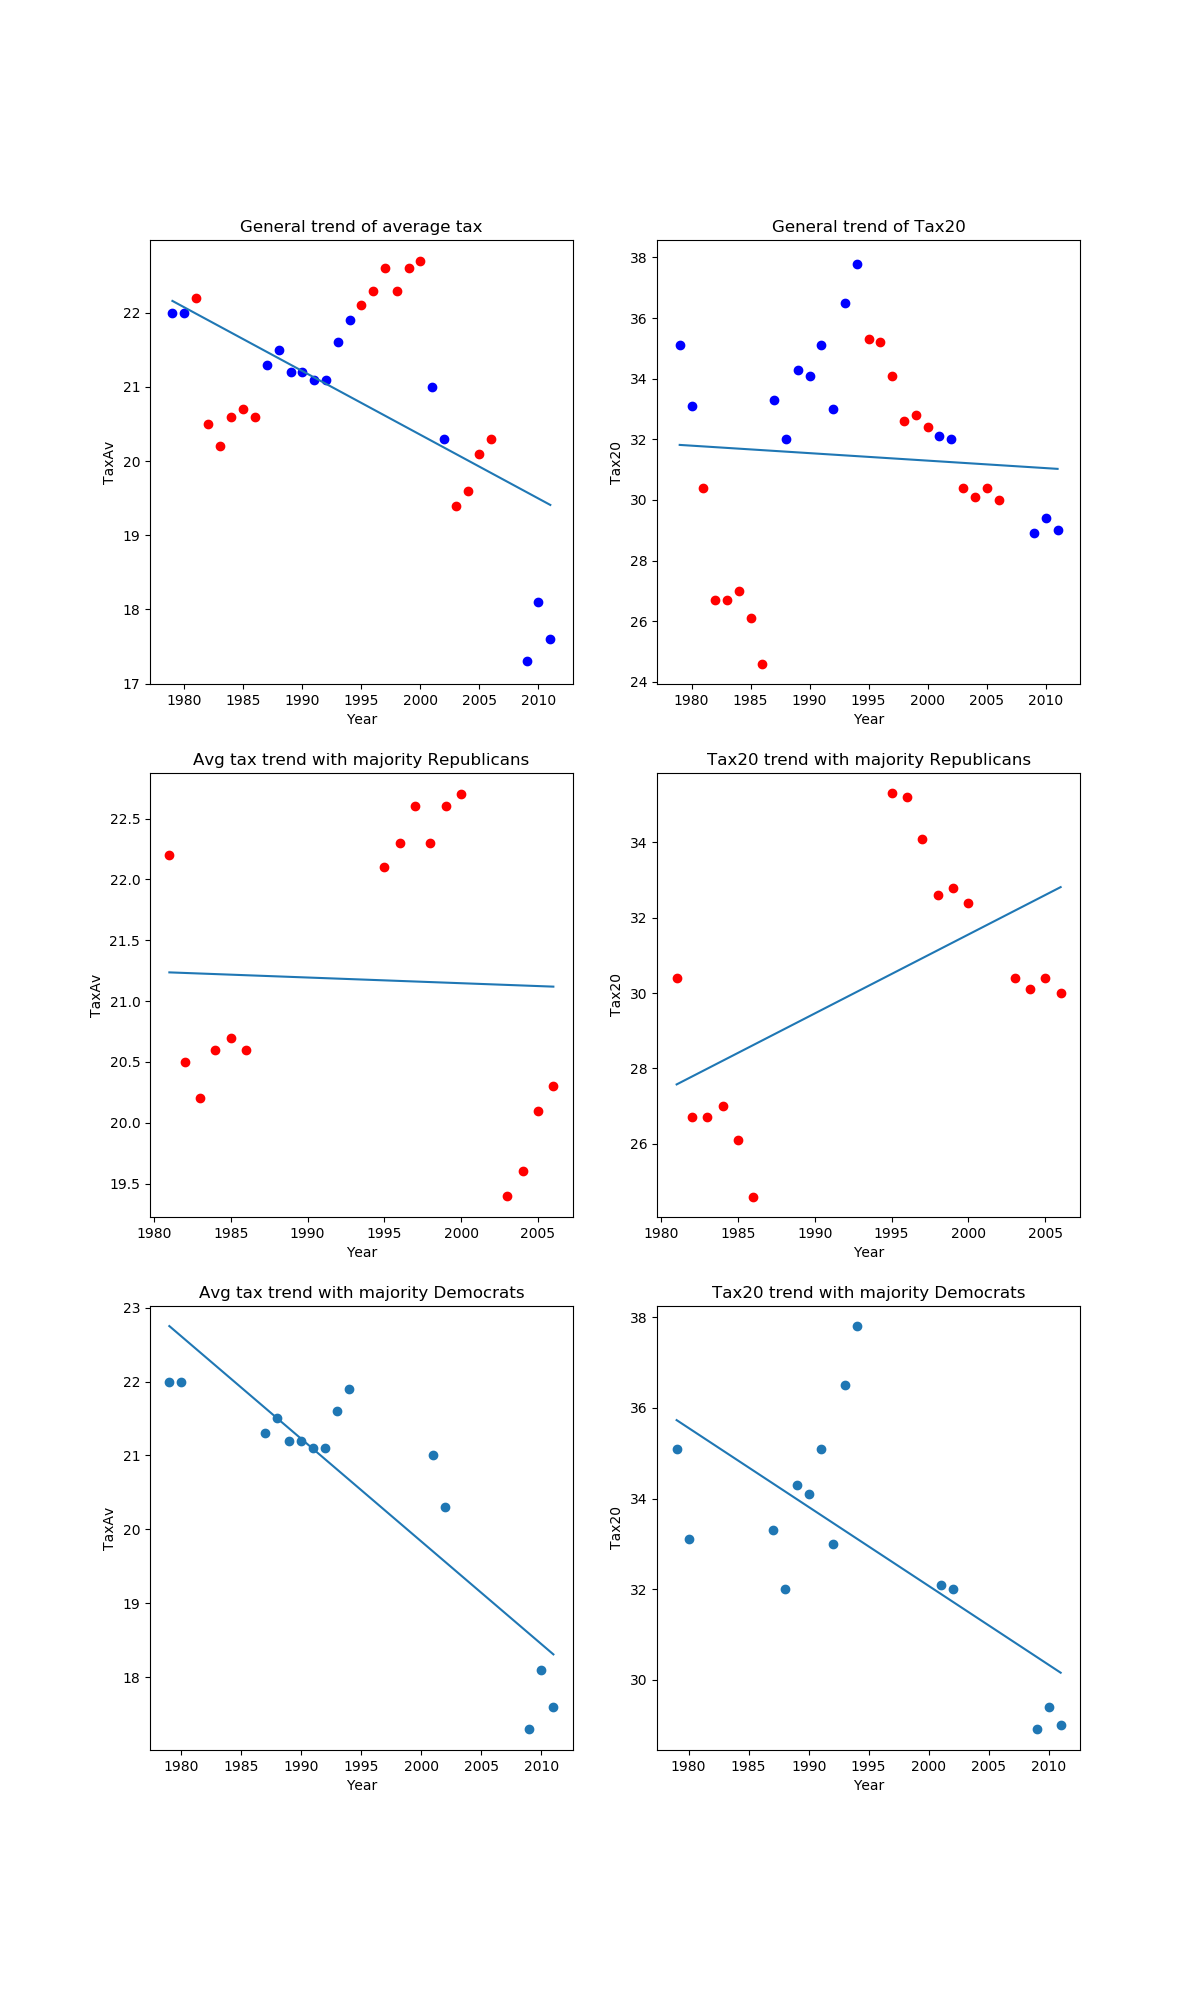 General trend of average tax
TaxAv
22
21
20
19
18
17
1980 1985 1990 1995 2000 2005 2010
Year
General trend of Tax20
Tax20
38
36
34
32
30
28
26
24
1980 1985 1990 1995 2000 2005 2010
Year
Avg tax trend with majority Republicans
TaxAv
22.5
22.0
21.5
21.0
20.5
20.0
19.5
1980 1985 1990 1995 2000 2005
Year
Tax20 trend with majority Republicans
Tax20
34
32
30
28
26
1980 1985 1990 1995 2000 2005
Year
Avg tax trend with majority Democrats
TaxAv
23
22
21
20
19
18
1980 1985 1990 1995 2000 2005 2010
Year
Tax20 trend with majority Democrats
Tax20
38
36
34
32
30
1980 1985 1990 1995 2000 2005 2010
Year